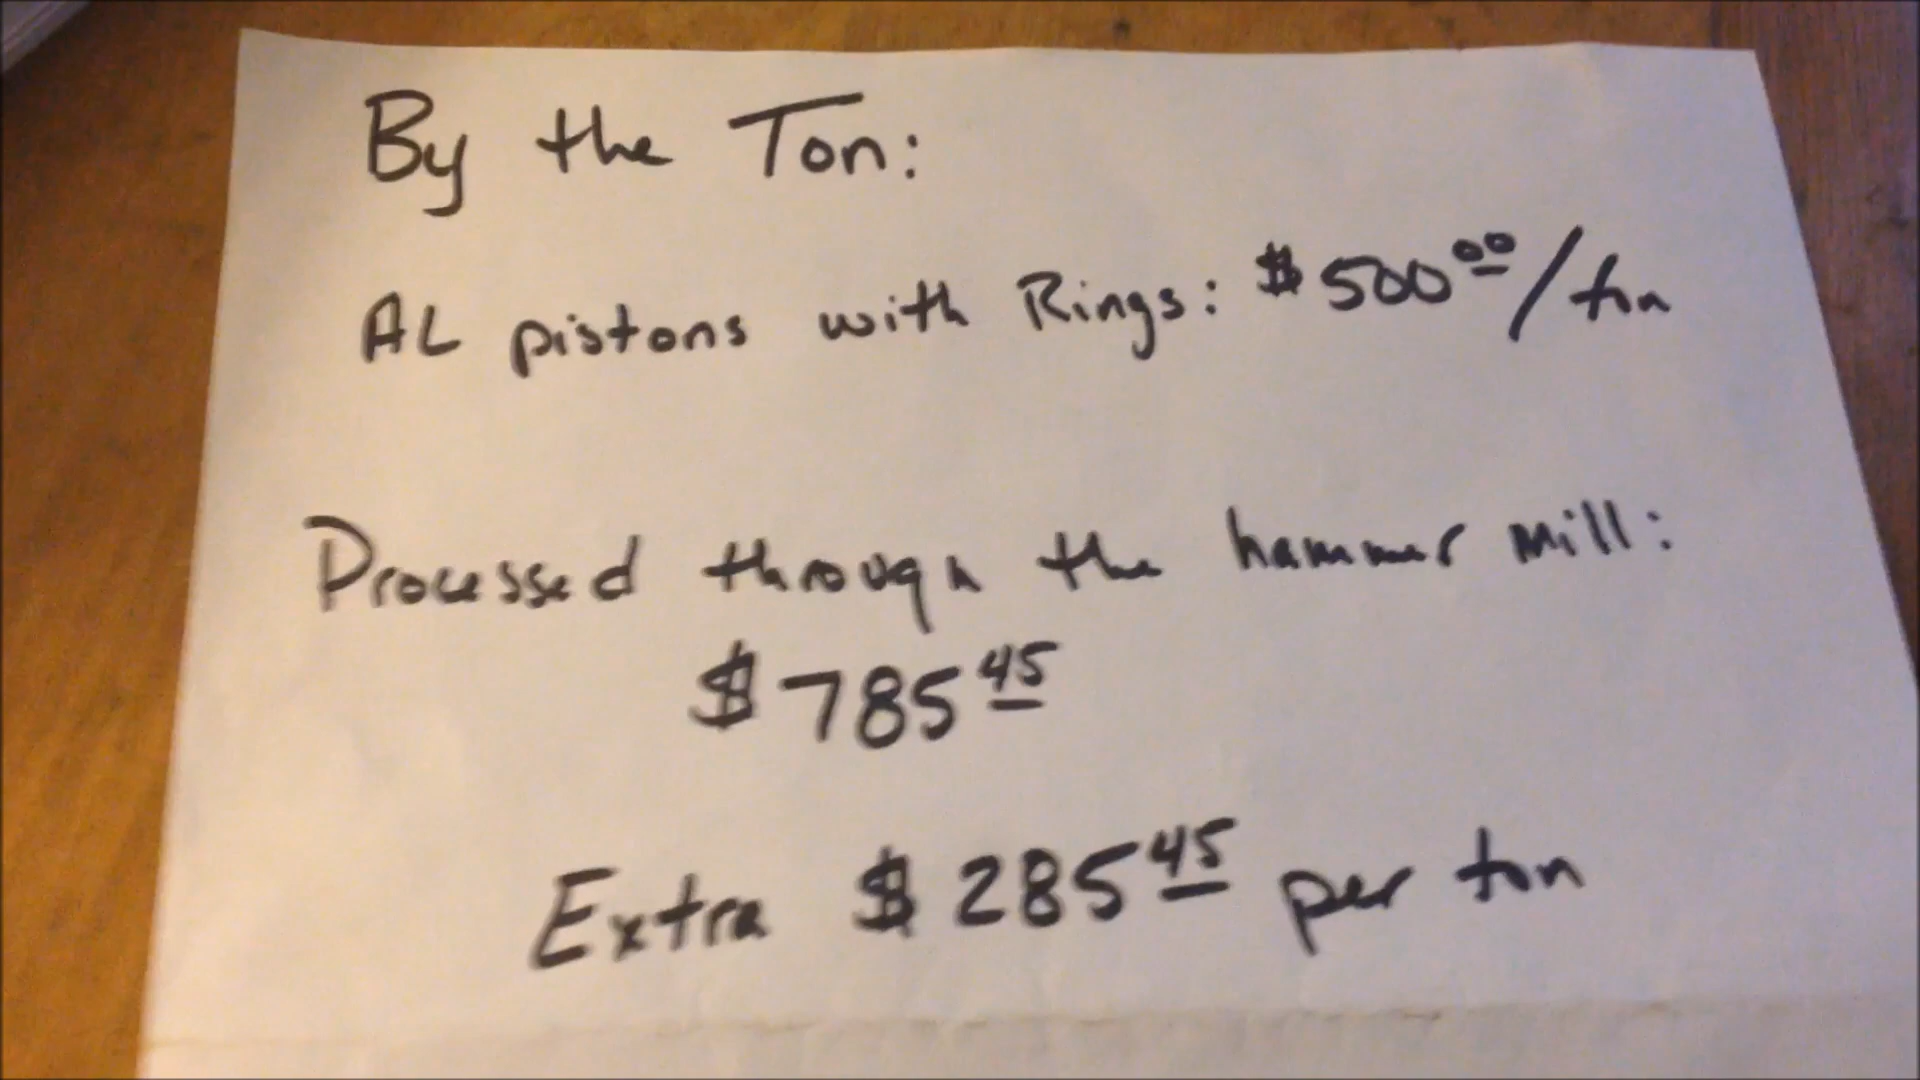 By the Ton:
AL pistons with Rings: $500.00/ton
Processed through the hammer mill:
$785.45
Extra $285.45 per ton